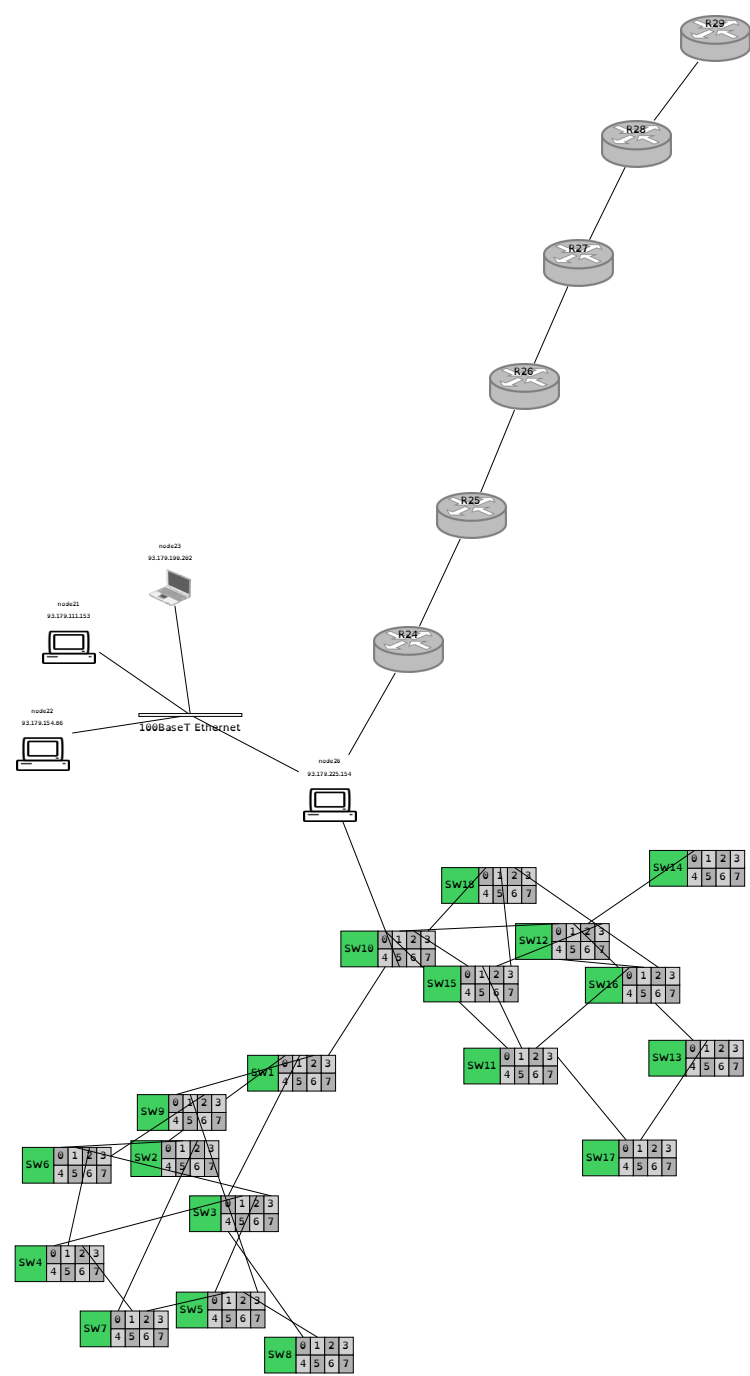 R29
R28
R27
R26
R25
node23
93.179.190.202
node21
93.179.111.153
R24
node22
93.179.154.86
100BaseT Ethernet
node20
93.179.225.154
SW14
0 1 2 3
4 5 6 7
SW18
0 1 2 3
4 5 6 7
SW12
0 1 2 3
4 5 6 7
SW10
0 1 2 3
4 5 6 7
SW15
0 1 2 3
4 5 6 7
SW16
0 1 2 3
4 5 6 7
SW13
0 1 2 3
4 5 6 7
SW11
0 1 2 3
4 5 6 7
SW1
0 1 2 3
4 5 6 7
SW9
0 1 2 3
4 5 6 7
SW2
0 1 2 3
4 5 6 7
SW17
0 1 2 3
4 5 6 7
SW6
0 1 2 3
4 5 6 7
SW3
0 1 2 3
4 5 6 7
SW4
0 1 2 3
4 5 6 7
SW5
0 1 2 3
4 5 6 7
SW7
0 1 2 3
4 5 6 7
SW8
0 1 2 3
4 5 6 7